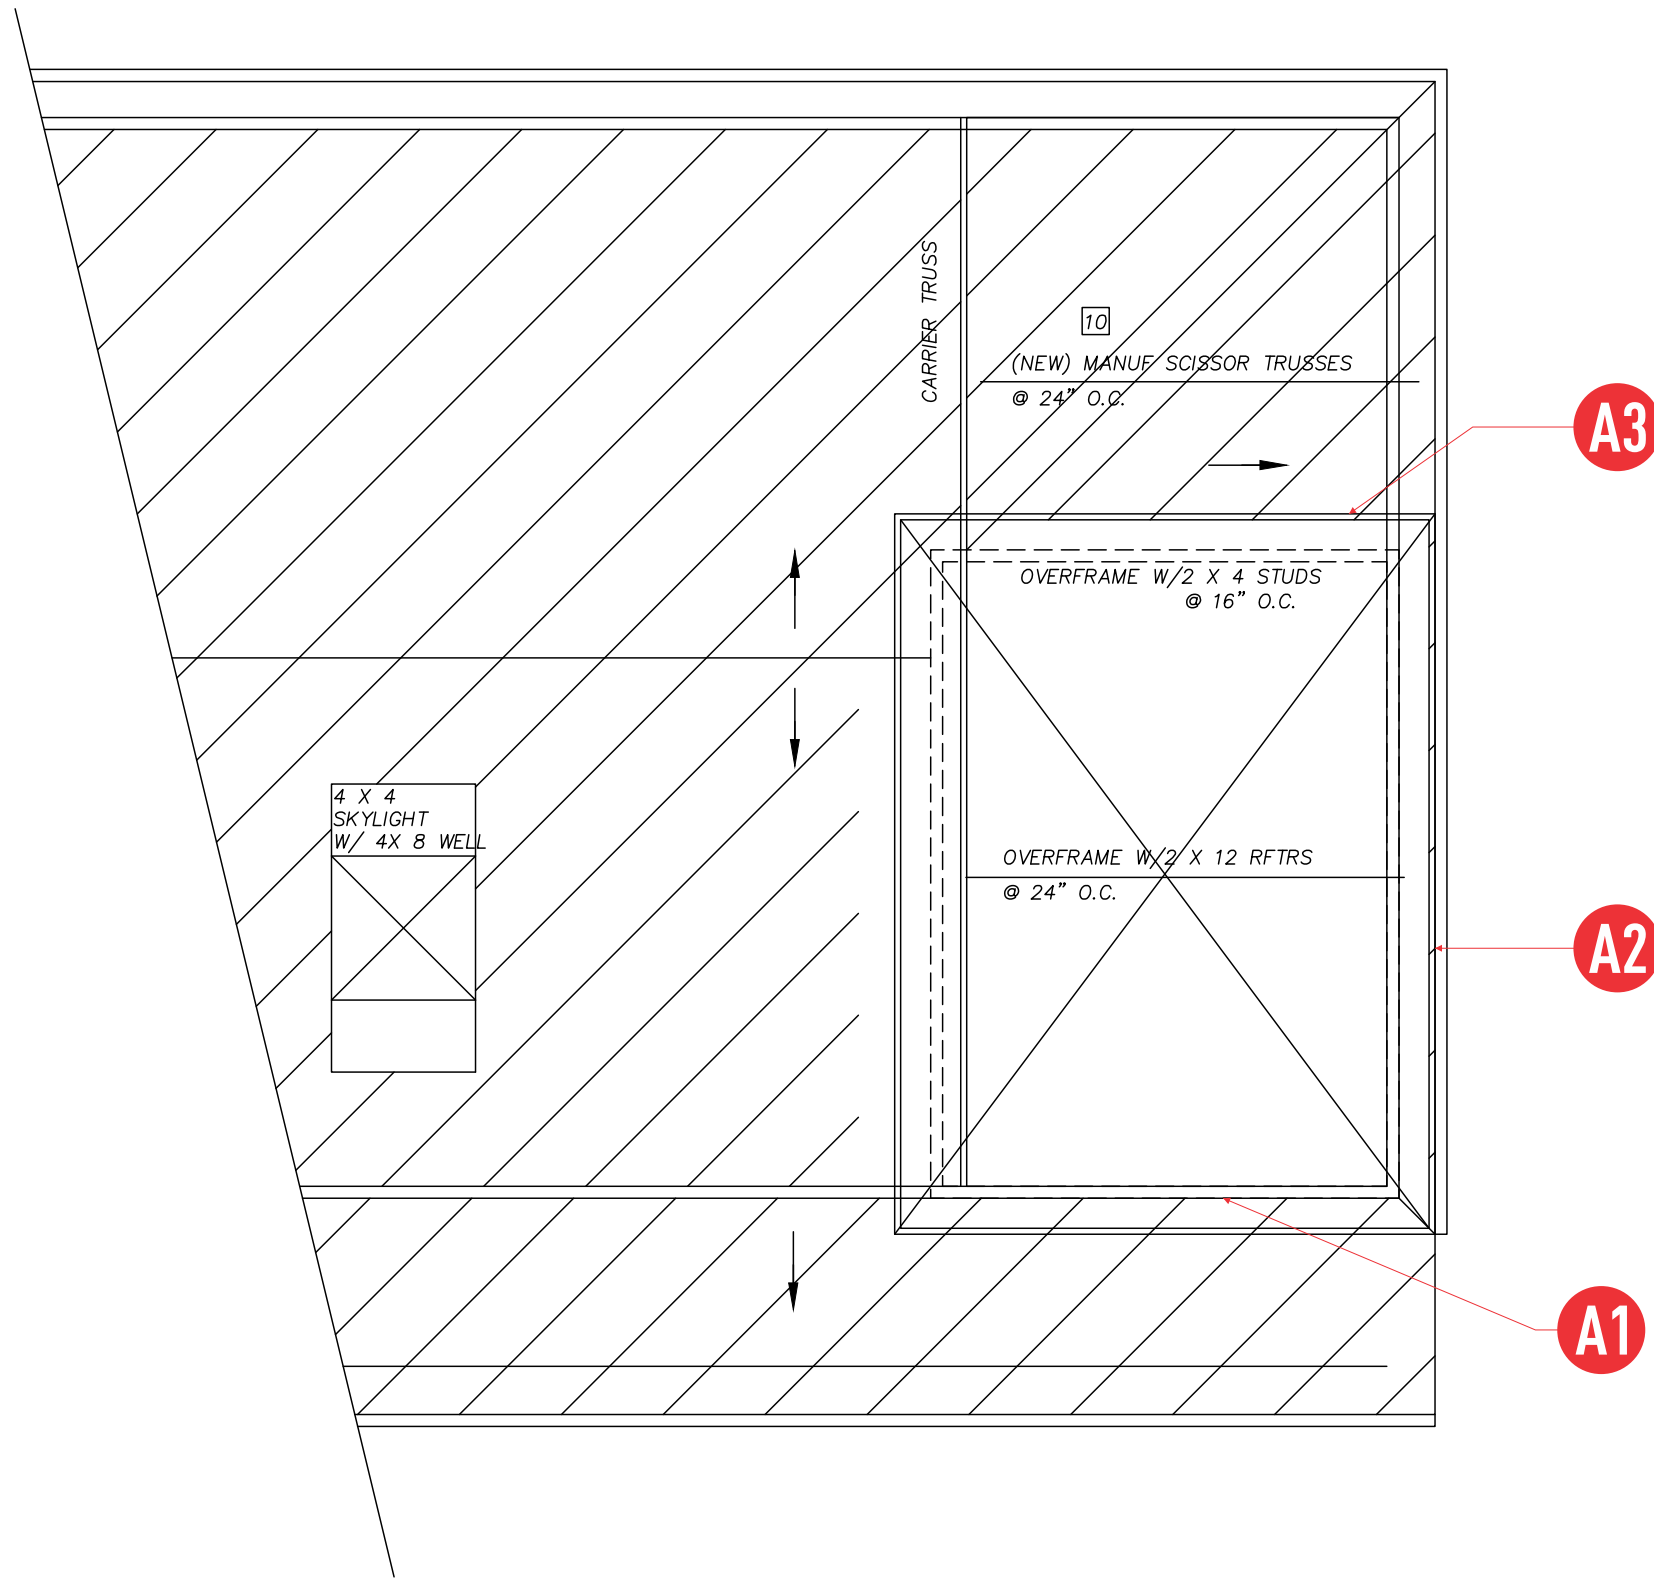 CARRIER TRUSS
10
(NEW) MANUF SCISSOR TRUSSES
@ 24" O.C.
A3
OVERFRAME W/2 X 4 STUDS
@ 16" O.C.
4 X 4
SKYLIGHT
W/ 4X 8 WELL
OVERFRAME W/2 X 12 RFTRS
@ 24" O.C.
A2
A1